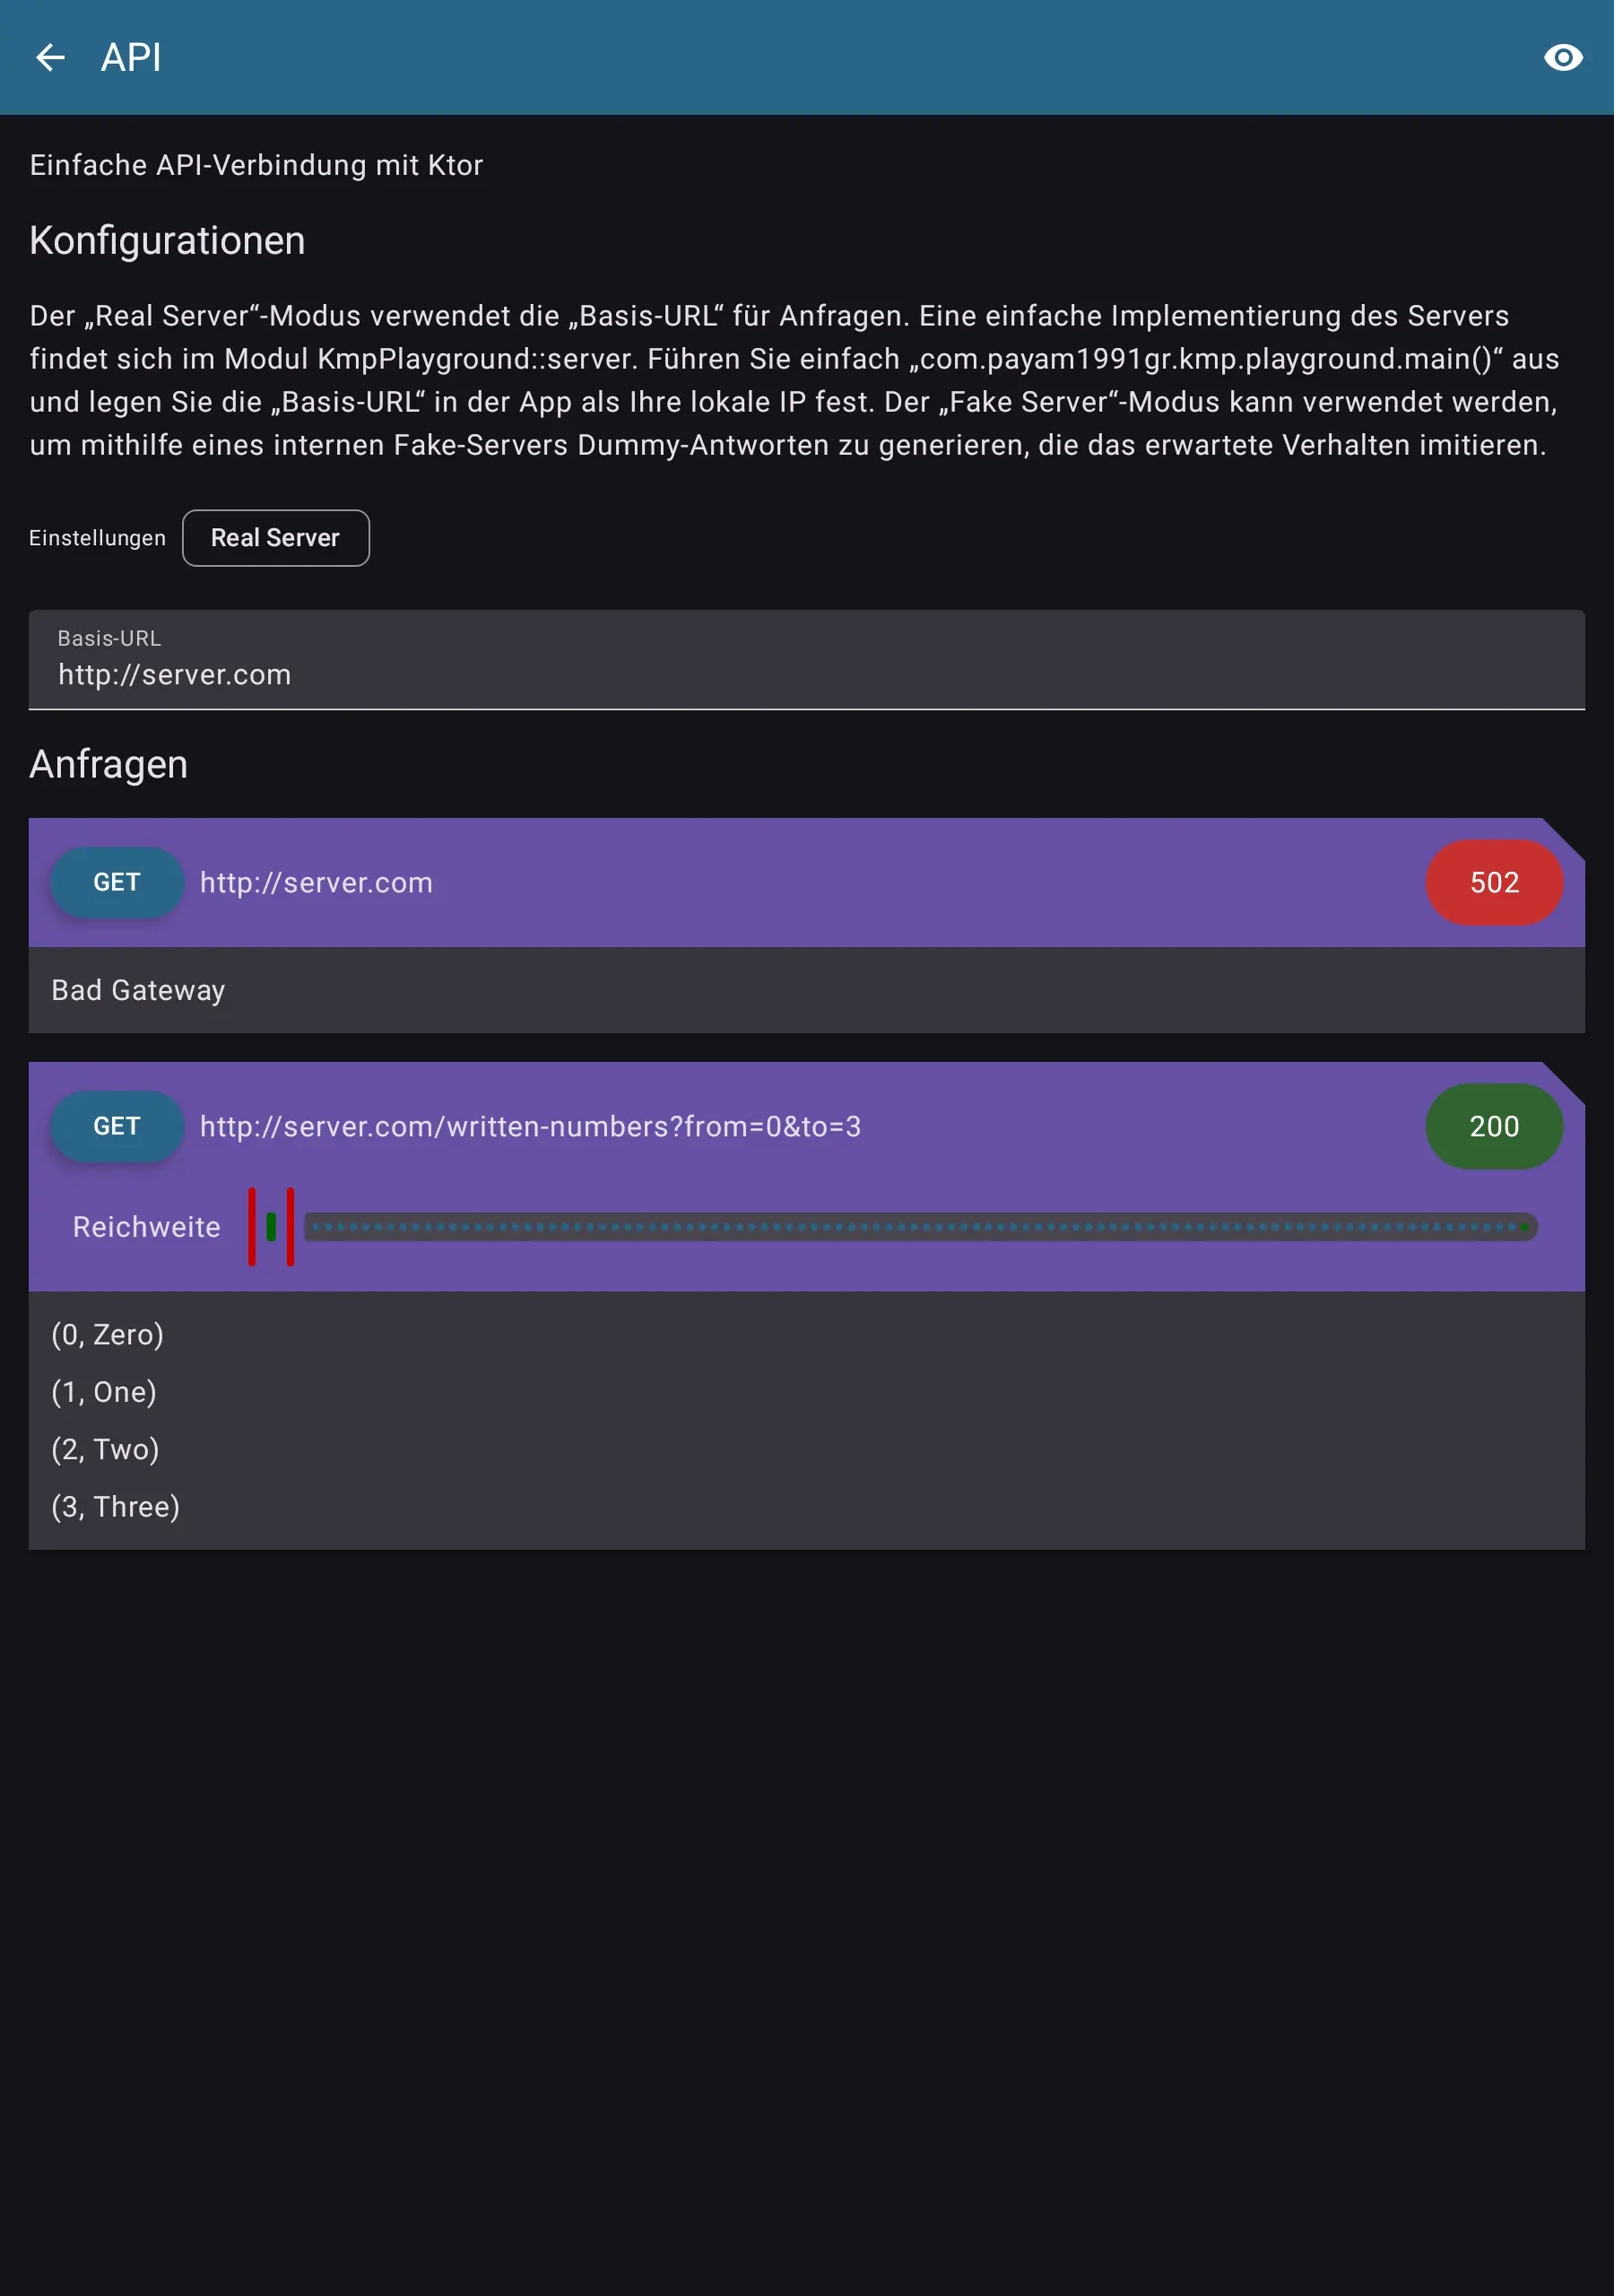 API
Einfache API-Verbindung mit Ktor
Konfigurationen
Der „Real Server“-Modus verwendet die „Basis-URL“ für Anfragen. Eine einfache Implementierung des Servers
findet sich im Modul KmpPlayground::server. Führen Sie einfach „com.payam1991gr.kmp.playground.main()“ aus
und legen Sie die „Basis-URL“ in der App als Ihre lokale IP fest. Der „Fake Server“-Modus kann verwendet werden,
um mithilfe eines internen Fake-Servers Dummy-Antworten zu generieren, die das erwartete Verhalten imitieren.
Einstellungen Real Server
Basis-URL
http://server.com
Anfragen
GET http://server.com 502
Bad Gateway
GET http://server.com/written-numbers?from=0&to=3 200
Reichweite
(0, Zero)
(1, One)
(2, Two)
(3, Three)